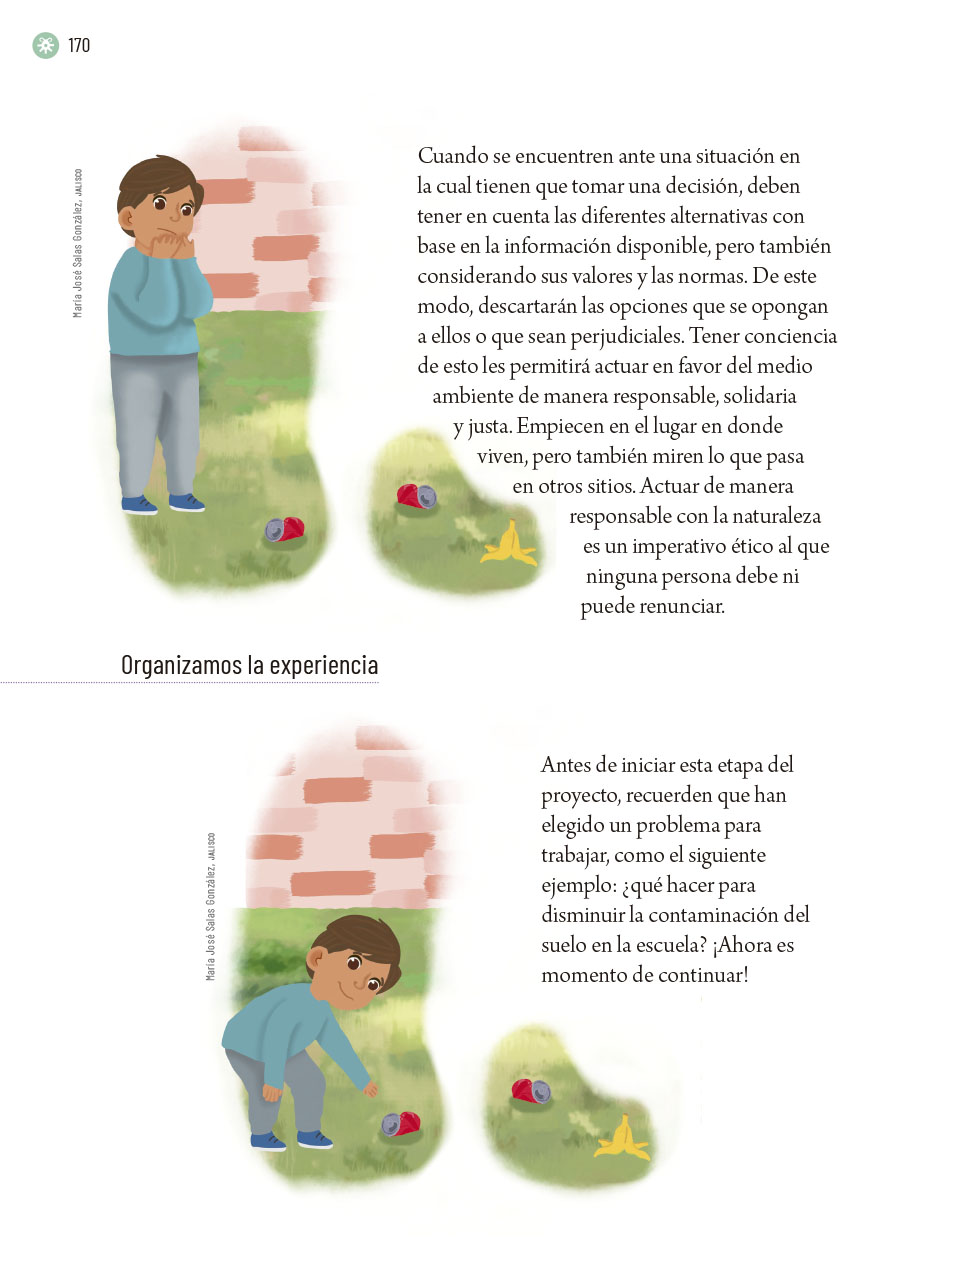 170
María José Salas González, JALISCO
Cuando se encuentren ante una situación en
la cual tienen que tomar una decisión, deben
tener en cuenta las diferentes alternativas con
base en la información disponible, pero también
considerando sus valores y las normas. De este
modo, descartarán las opciones que se opongan
a ellos o que sean perjudiciales. Tener conciencia
de esto les permitirá actuar en favor del medio
ambiente de manera responsable, solidaria
y justa. Empiecen en el lugar en donde
viven, pero también miren lo que pasa
en otros sitios. Actuar de manera
responsable con la naturaleza
es un imperativo ético al que
ninguna persona debe ni
puede renunciar.
Organizamos la experiencia
María José Salas González, JALISCO
Antes de iniciar esta etapa del
proyecto, recuerden que han
elegido un problema para
trabajar, como el siguiente
ejemplo: ¿qué hacer para
disminuir la contaminación del
suelo en la escuela? ¡Ahora es
momento de continuar!